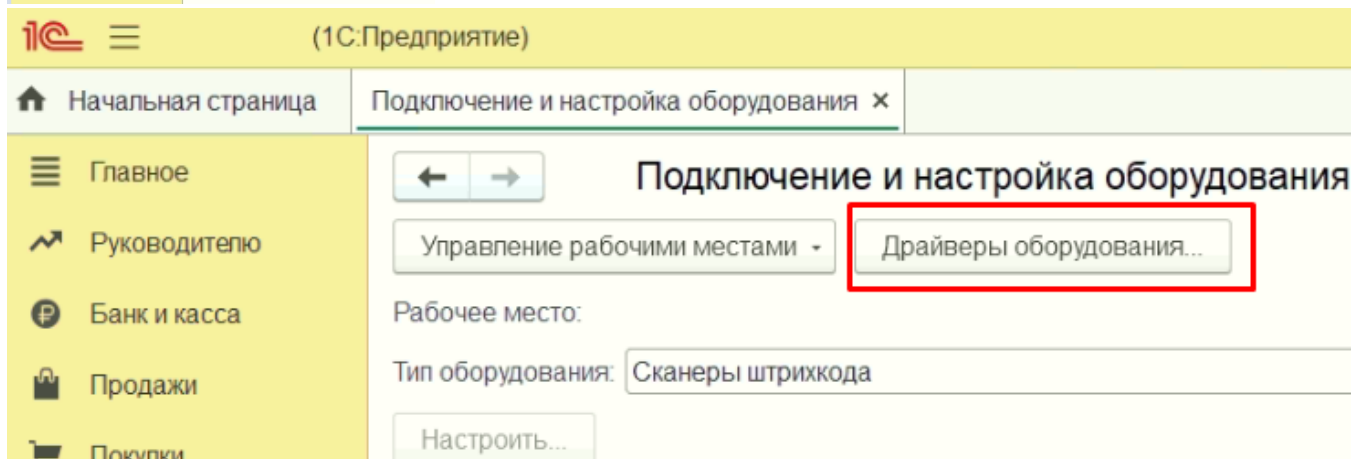 1С (1С:Предприятие)
Начальная страница Подключение и настройка оборудования ×
Главное
Подключение и настройка оборудования
Руководителю
Управление рабочими местами Драйверы оборудования...
Банк и касса
Рабочее место:
Продажи
Тип оборудования: Сканеры штрихкода
Настроить...
Покупки